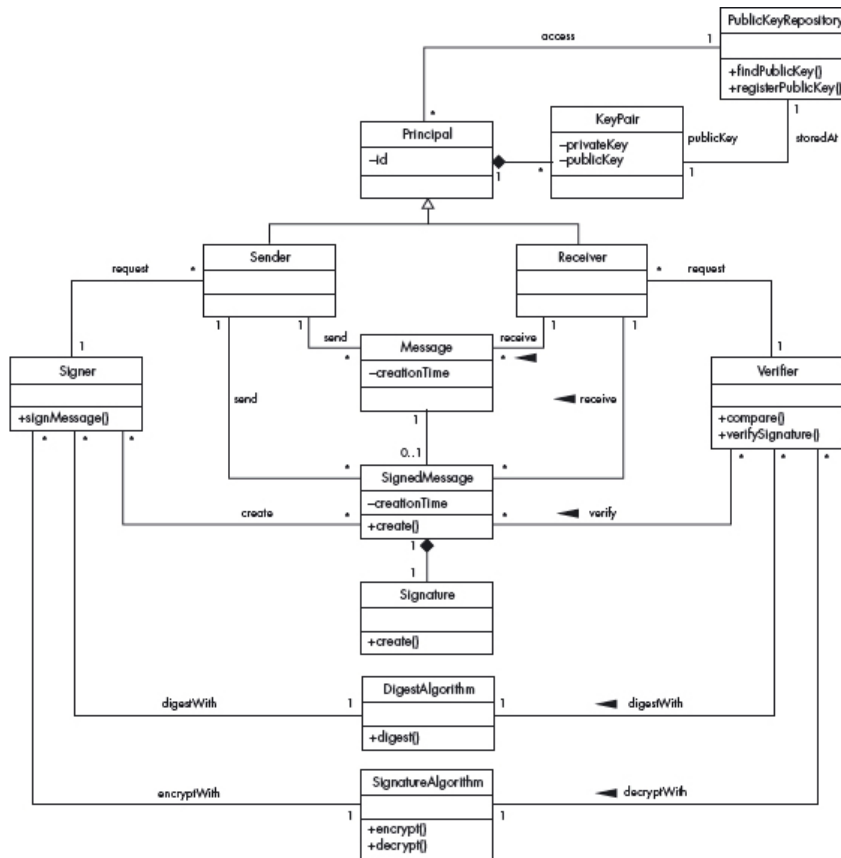 PublicKeyRepository
+findPublicKey()
+registerPublicKey()
access
1
*
1
Principal
–id
1
*
KeyPair
–privateKey
–publicKey
publicKey
1
storedAt
Sender
Receiver
request
*
1
*
request
1
1
1
1
1
send
*
Message
–creationTime
receive
*
Signer
+signMessage()
Verifier
+compare()
+verifySignature()
send
receive
1
0..1
*
*
*
*
*
*
*
*
SignedMessage
–creationTime
+create()
create
*
*
verify
1
1
Signature
+create()
digestWith
1
DigestAlgorithm
+digest()
1
digestWith
encryptWith
1
SignatureAlgorithm
+encrypt()
+decrypt()
1
decryptWith